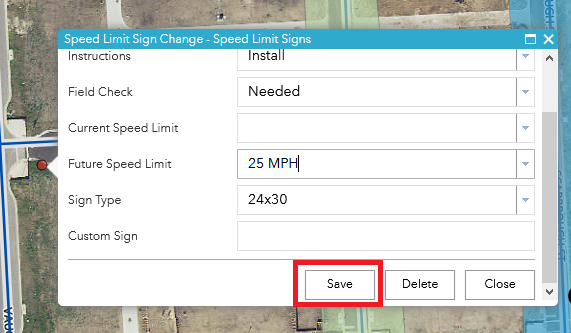 Speed Limit Sign Change - Speed Limit Signs
Instructions Install
Field Check Needed
Current Speed Limit
Future Speed Limit 25 MPH
Sign Type 24x30
Custom Sign
Save Delete Close